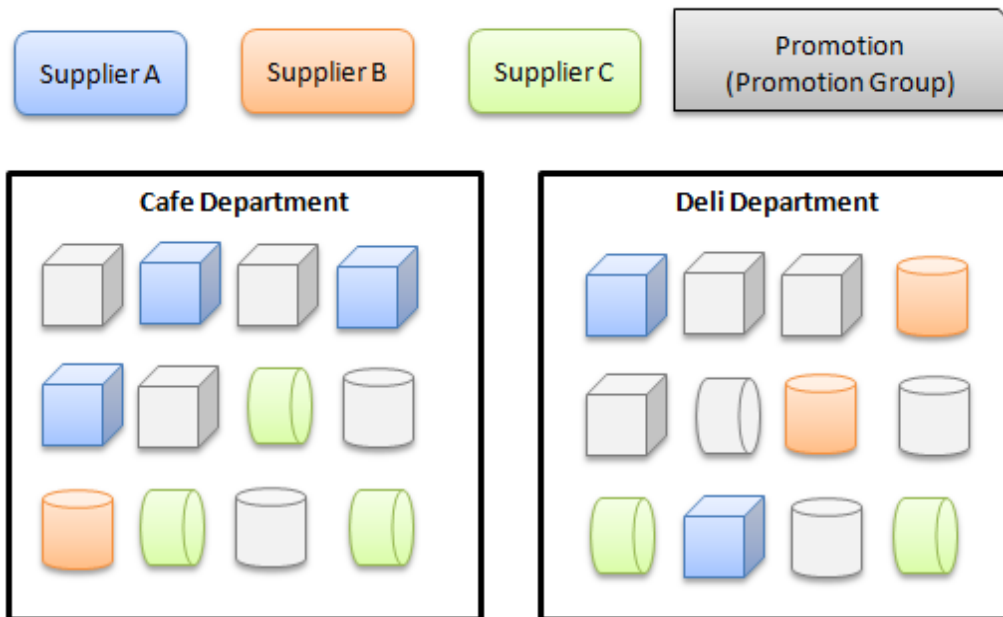 Supplier A
Supplier B
Supplier C
Promotion
(Promotion Group)
Cafe Department
Deli Department